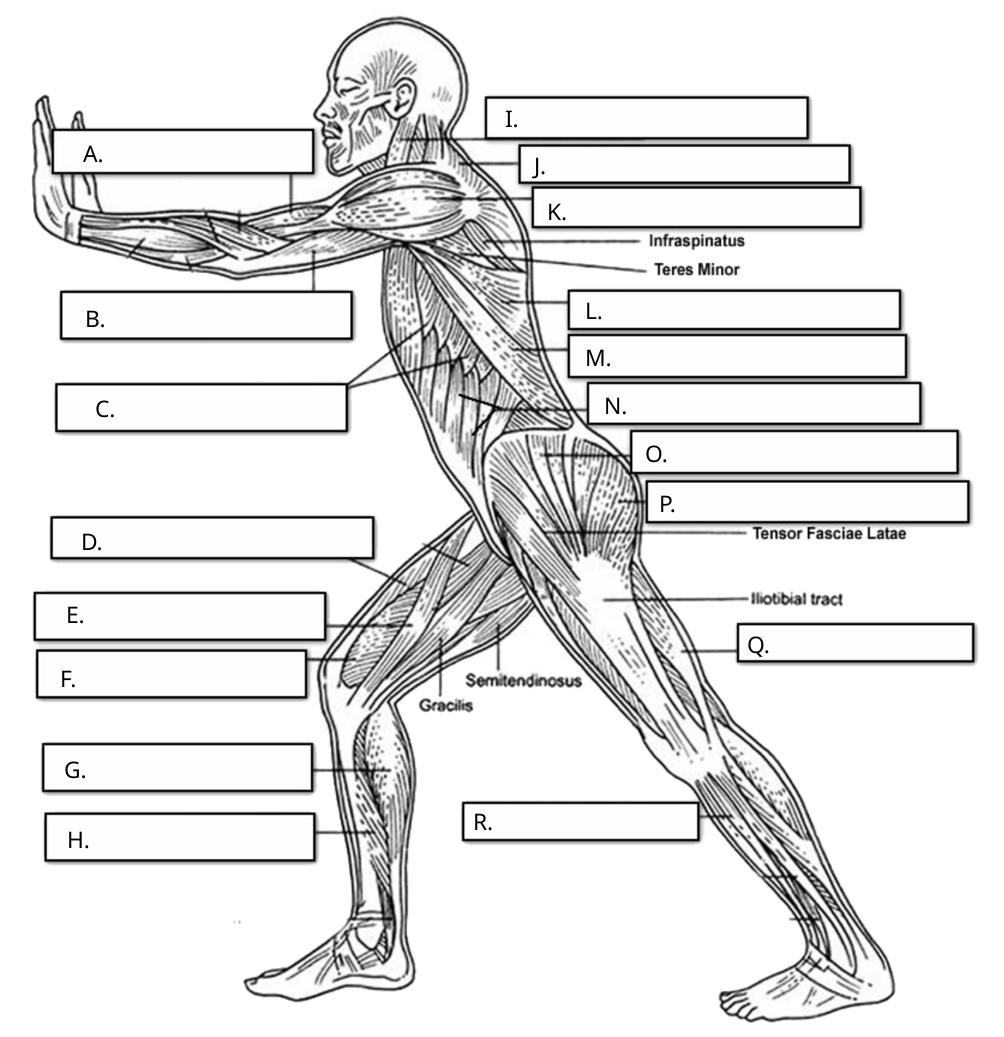 A.
B.
C.
D.
E.
F.
G.
H.
I.
J.
K.
Infraspinatus
Teres Minor
L.
M.
N.
O.
P.
Tensor Fasciae Latae
Iliotibial tract
Q.
Semitendinosus
Gracilis
R.